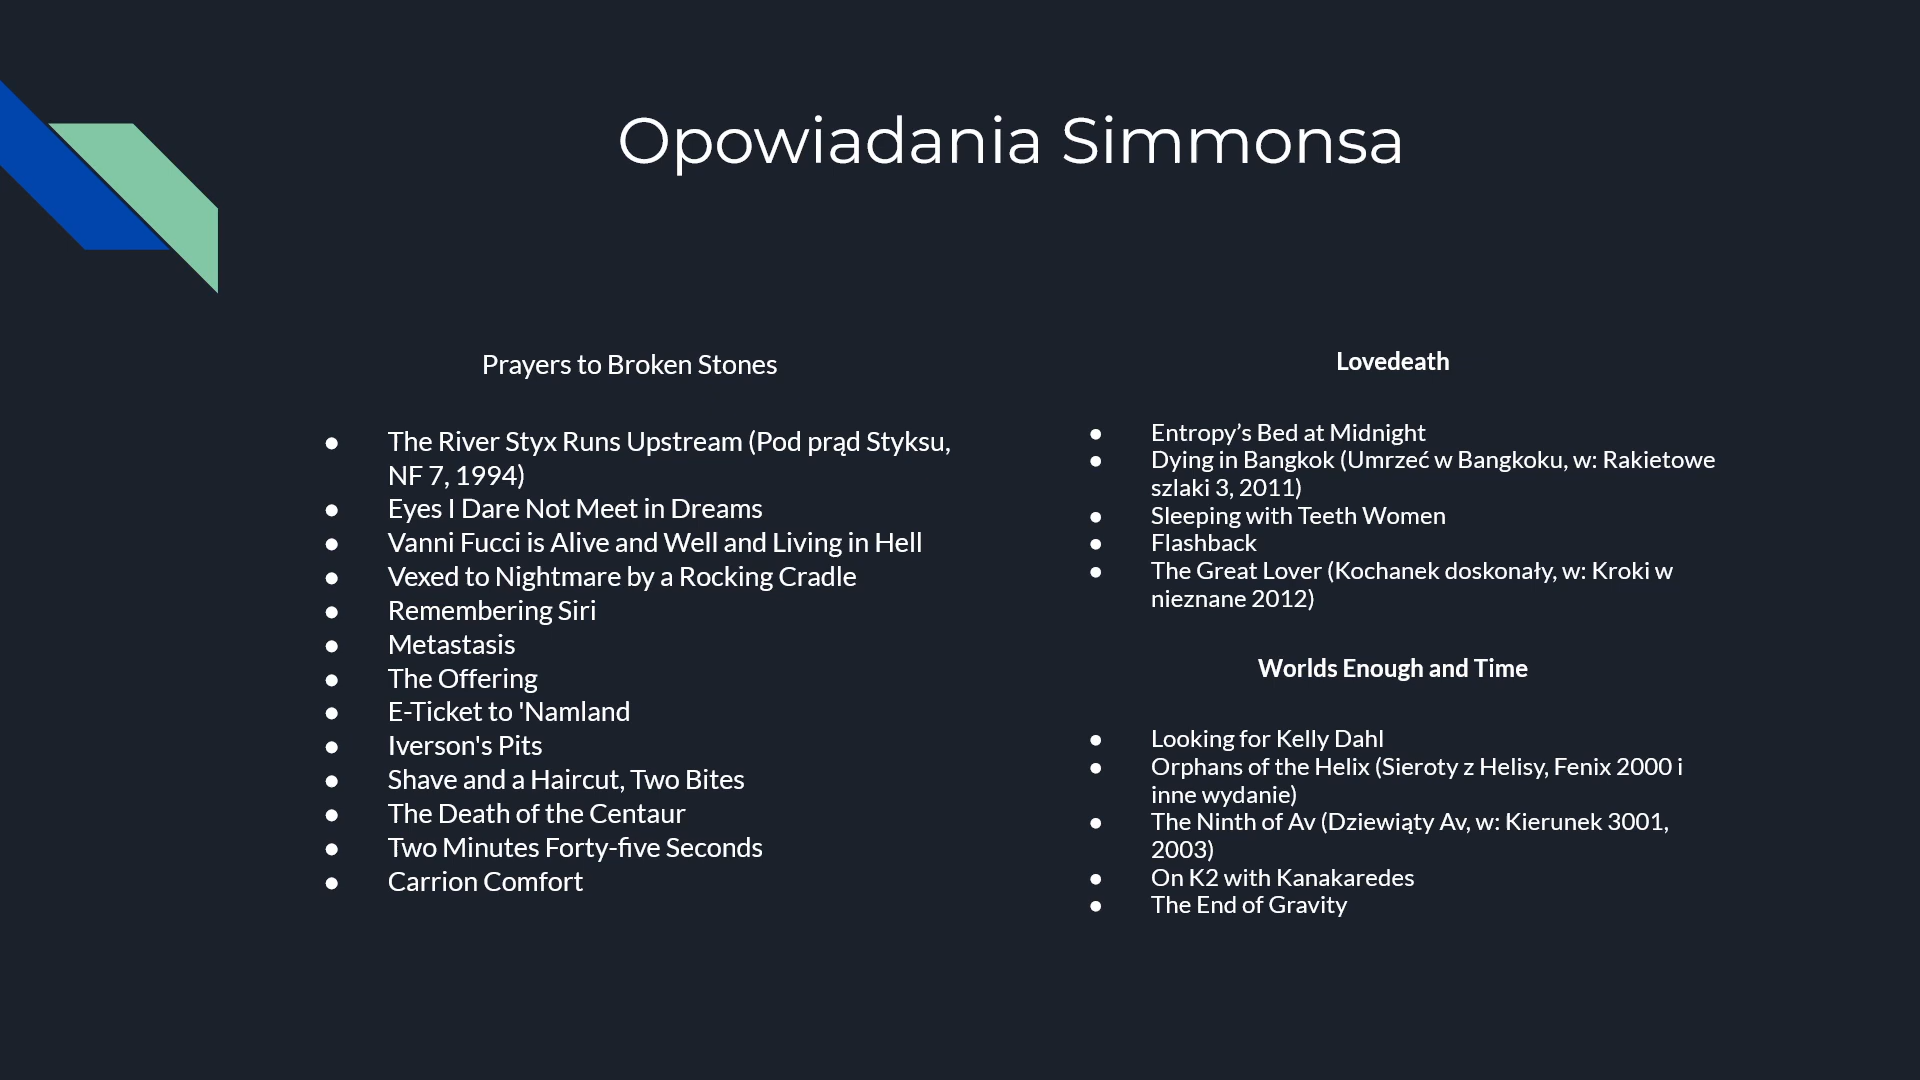 Opowiadania Simmonsa
Prayers to Broken Stones
● The River Styx Runs Upstream (Pod prąd Styksu,
NF 7, 1994)
● Eyes I Dare Not Meet in Dreams
● Vanni Fucci is Alive and Well and Living in Hell
● Vexed to Nightmare by a Rocking Cradle
● Remembering Siri
● Metastasis
● The Offering
● E-Ticket to 'Namland
● Iverson's Pits
● Shave and a Haircut, Two Bites
● The Death of the Centaur
● Two Minutes Forty-five Seconds
● Carrion Comfort
Lovedeath
● Entropy’s Bed at Midnight
● Dying in Bangkok (Umrzeć w Bangkoku, w: Rakietowe
szlaki 3, 2011)
● Sleeping with Teeth Women
● Flashback
● The Great Lover (Kochanek doskonały, w: Kroki w
nieznane 2012)
Worlds Enough and Time
● Looking for Kelly Dahl
● Orphans of the Helix (Sieroty z Helisy, Fenix 2000 i
inne wydanie)
● The Ninth of Av (Dziewiąty Av, w: Kierunek 3001,
2003)
● On K2 with Kanakaredes
● The End of Gravity